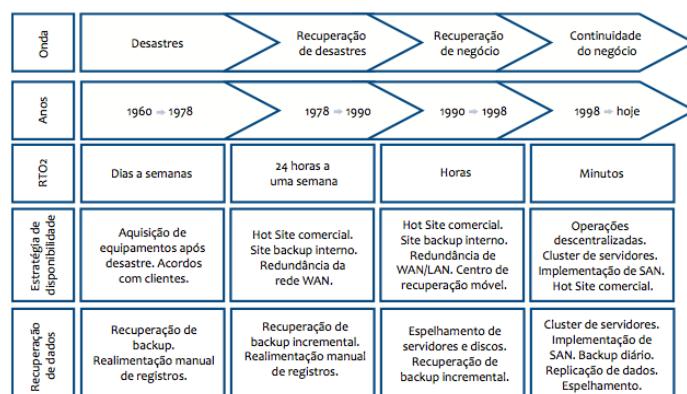 Onda
Desastres
Recuperação
de desastres
Recuperação
de negócio
Continuidade
do negócio
Anos
1960 → 1978
1978 → 1990
1990 → 1998
1998 → hoje
RTO2
Dias a semanas
24 horas a
uma semana
Horas
Minutos
Estratégia de
disponibilidade
Aquisição de
equipamentos após
desastre. Acordos
com clientes.
Hot Site comercial.
Site backup interno.
Redundância da
rede WAN.
Hot Site comercial.
Site backup interno.
Redundância de
WAN/LAN. Centro de
recuperação móvel.
Operações
descentralizadas.
Cluster de servidores.
Implementação de SAN.
Hot Site comercial.
Recuperação
de dados
Recuperação de
backup.
Realimentação manual
de registros.
Recuperação de
backup incremental.
Realimentação manual
de registros.
Espelhamento de
servidores e discos.
Recuperação de
backup incremental.
Cluster de servidores.
Implementação de
SAN. Backup diário.
Replicação de dados.
Espelhamento.